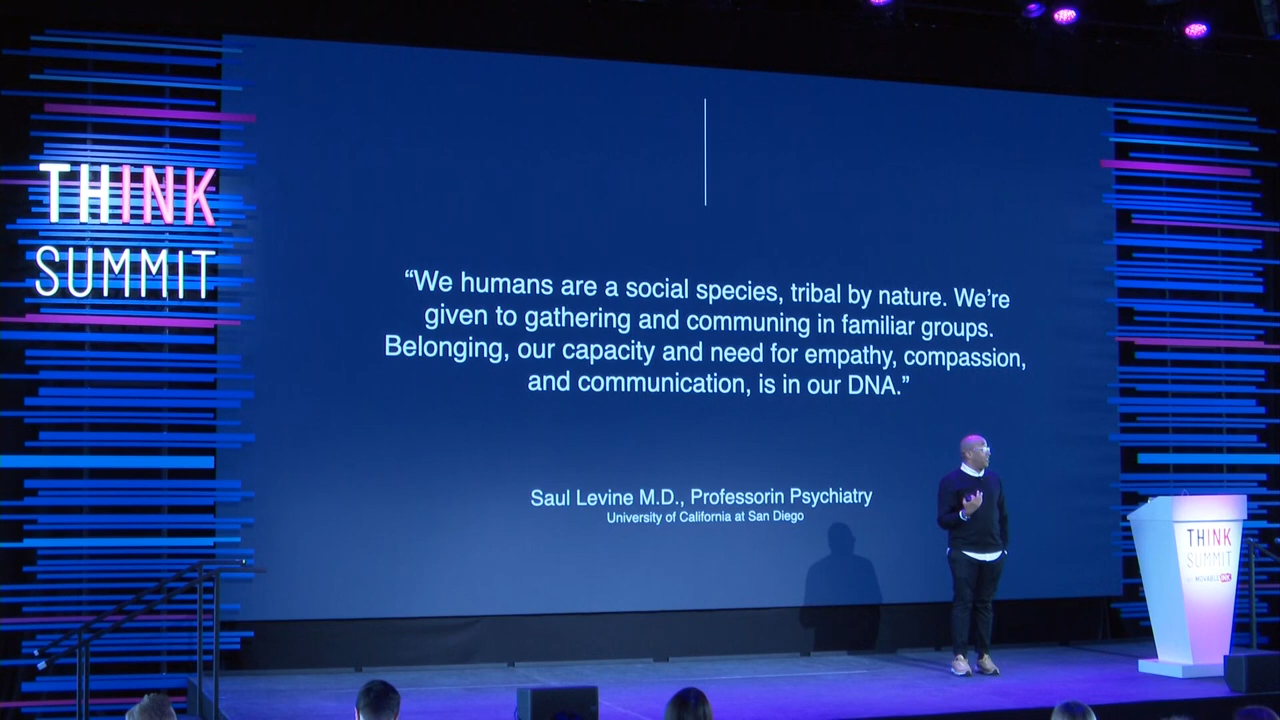 THINK
SUMMIT
“We humans are a social species, tribal by nature. We’re
given to gathering and communing in familiar groups.
Belonging, our capacity and need for empathy, compassion,
and communication, is in our DNA.”
Saul Levine M.D., Professorin Psychiatry
University of California at San Diego
THINK
SUMMIT
MOVABLE INK